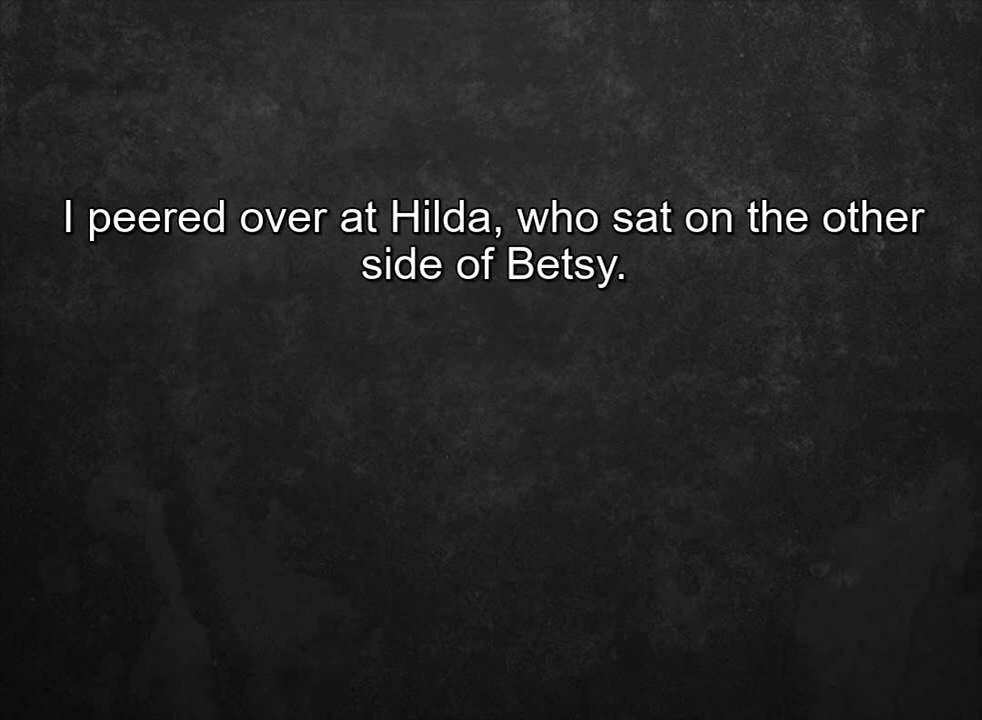 I peered over at Hilda, who sat on the other
side of Betsy.